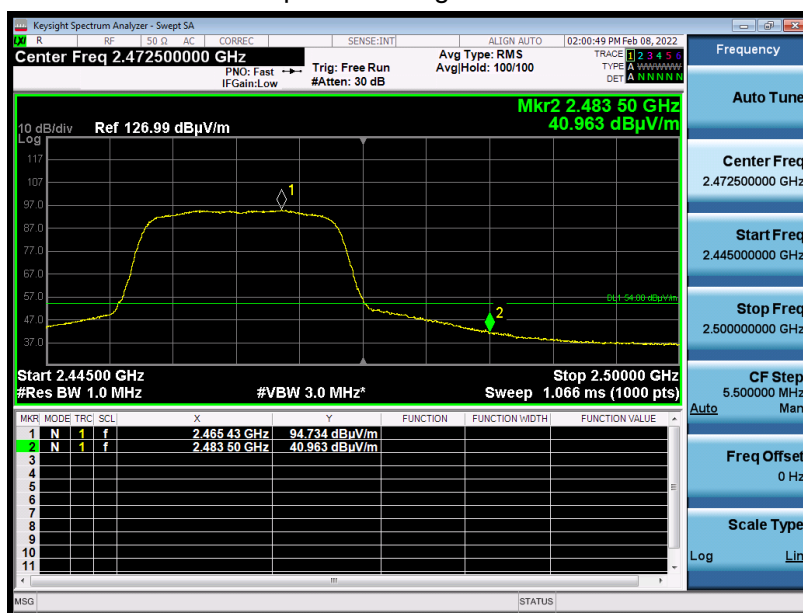 Keysight Spectrum Analyzer - Swept SA
LXI R RF 50 Ω AC CORREC SENSE:INT ALIGN AUTO 02:00:49 PM Feb 08, 2022
Center Freq 2.472500000 GHz
PNO: Fast
IFGain:Low
Trig: Free Run
#Atten: 30 dB
Avg Type: RMS
Avg|Hold: 100/100
TRACE 1 2 3 4 5 6
TYPE A WWWWW
DET A N N N N N
Mkr2 2.483 50 GHz
40.963 dBµV/m
10 dB/div Ref 126.99 dBµV/m
Log
117
107
97.0
87.0
77.0
67.0
57.0
47.0
37.0
1
2
DL1 54.00 dBµV/m
Start 2.44500 GHz Stop 2.50000 GHz
#Res BW 1.0 MHz #VBW 3.0 MHz* Sweep 1.066 ms (1000 pts)
MKR MODE TRC SCL X Y FUNCTION FUNCTION WIDTH FUNCTION VALUE
1 N 1 f 2.465 43 GHz 94.734 dBµV/m
2 N 1 f 2.483 50 GHz 40.963 dBµV/m
3
4
5
6
7
8
9
10
11
MSG STATUS
Frequency
Auto Tune
Center Freq
2.472500000 GHz
Start Freq
2.445000000 GHz
Stop Freq
2.500000000 GHz
CF Step
5.500000 MHz
Auto Man
Freq Offset
0 Hz
Scale Type
Log Lin